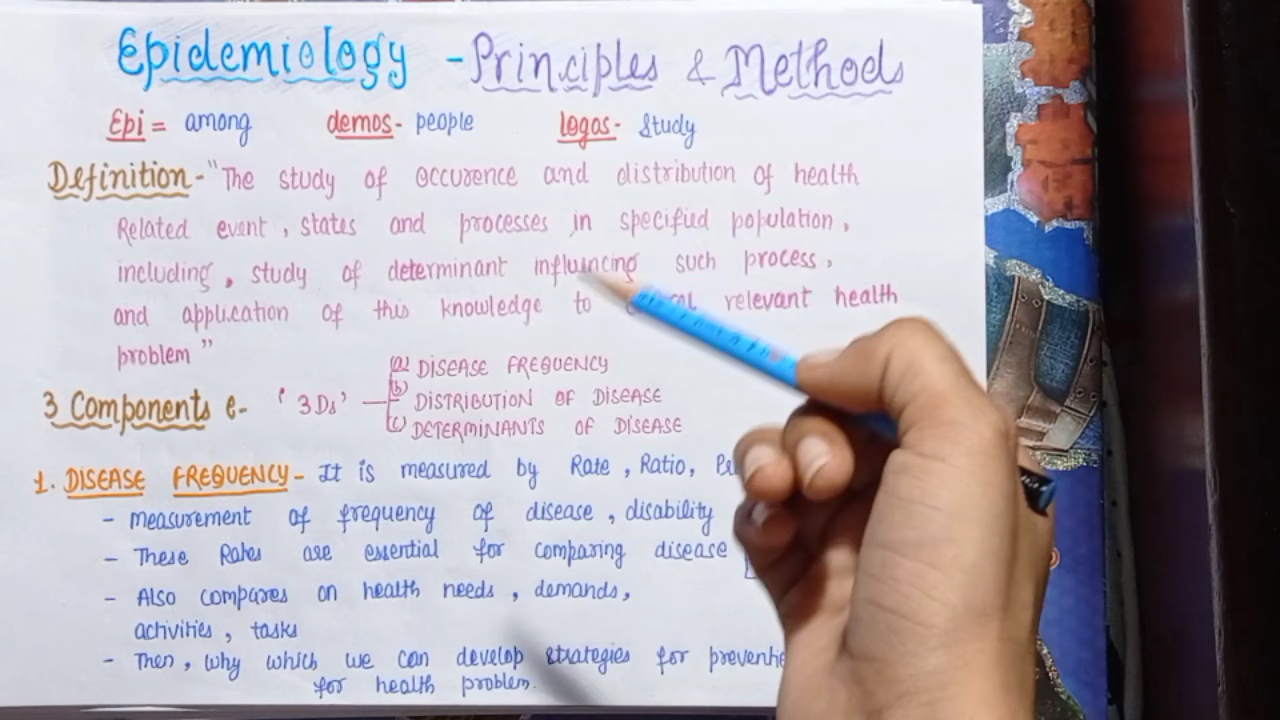 Epidemiology - Principles & Methods
Epi = among demos - people logos - Study
Definition - "The study of occurence and distribution of health
Related event, states and processes in specified population,
including, study of determinant influencing such process,
and application of this knowledge to relevant health
problem"
3 Components :- '3Ds' (a) DISEASE FREQUENCY
(b) DISTRIBUTION OF DISEASE
(c) DETERMINANTS OF DISEASE
1. DISEASE FREQUENCY - It is measured by Rate, Ratio,
- Measurement of frequency of disease, disability
- These Rates are essential for comparing disease
- Also compares on health needs, demands,
activities, tasks
- Then, why which we can develop strategies for
for health problem.